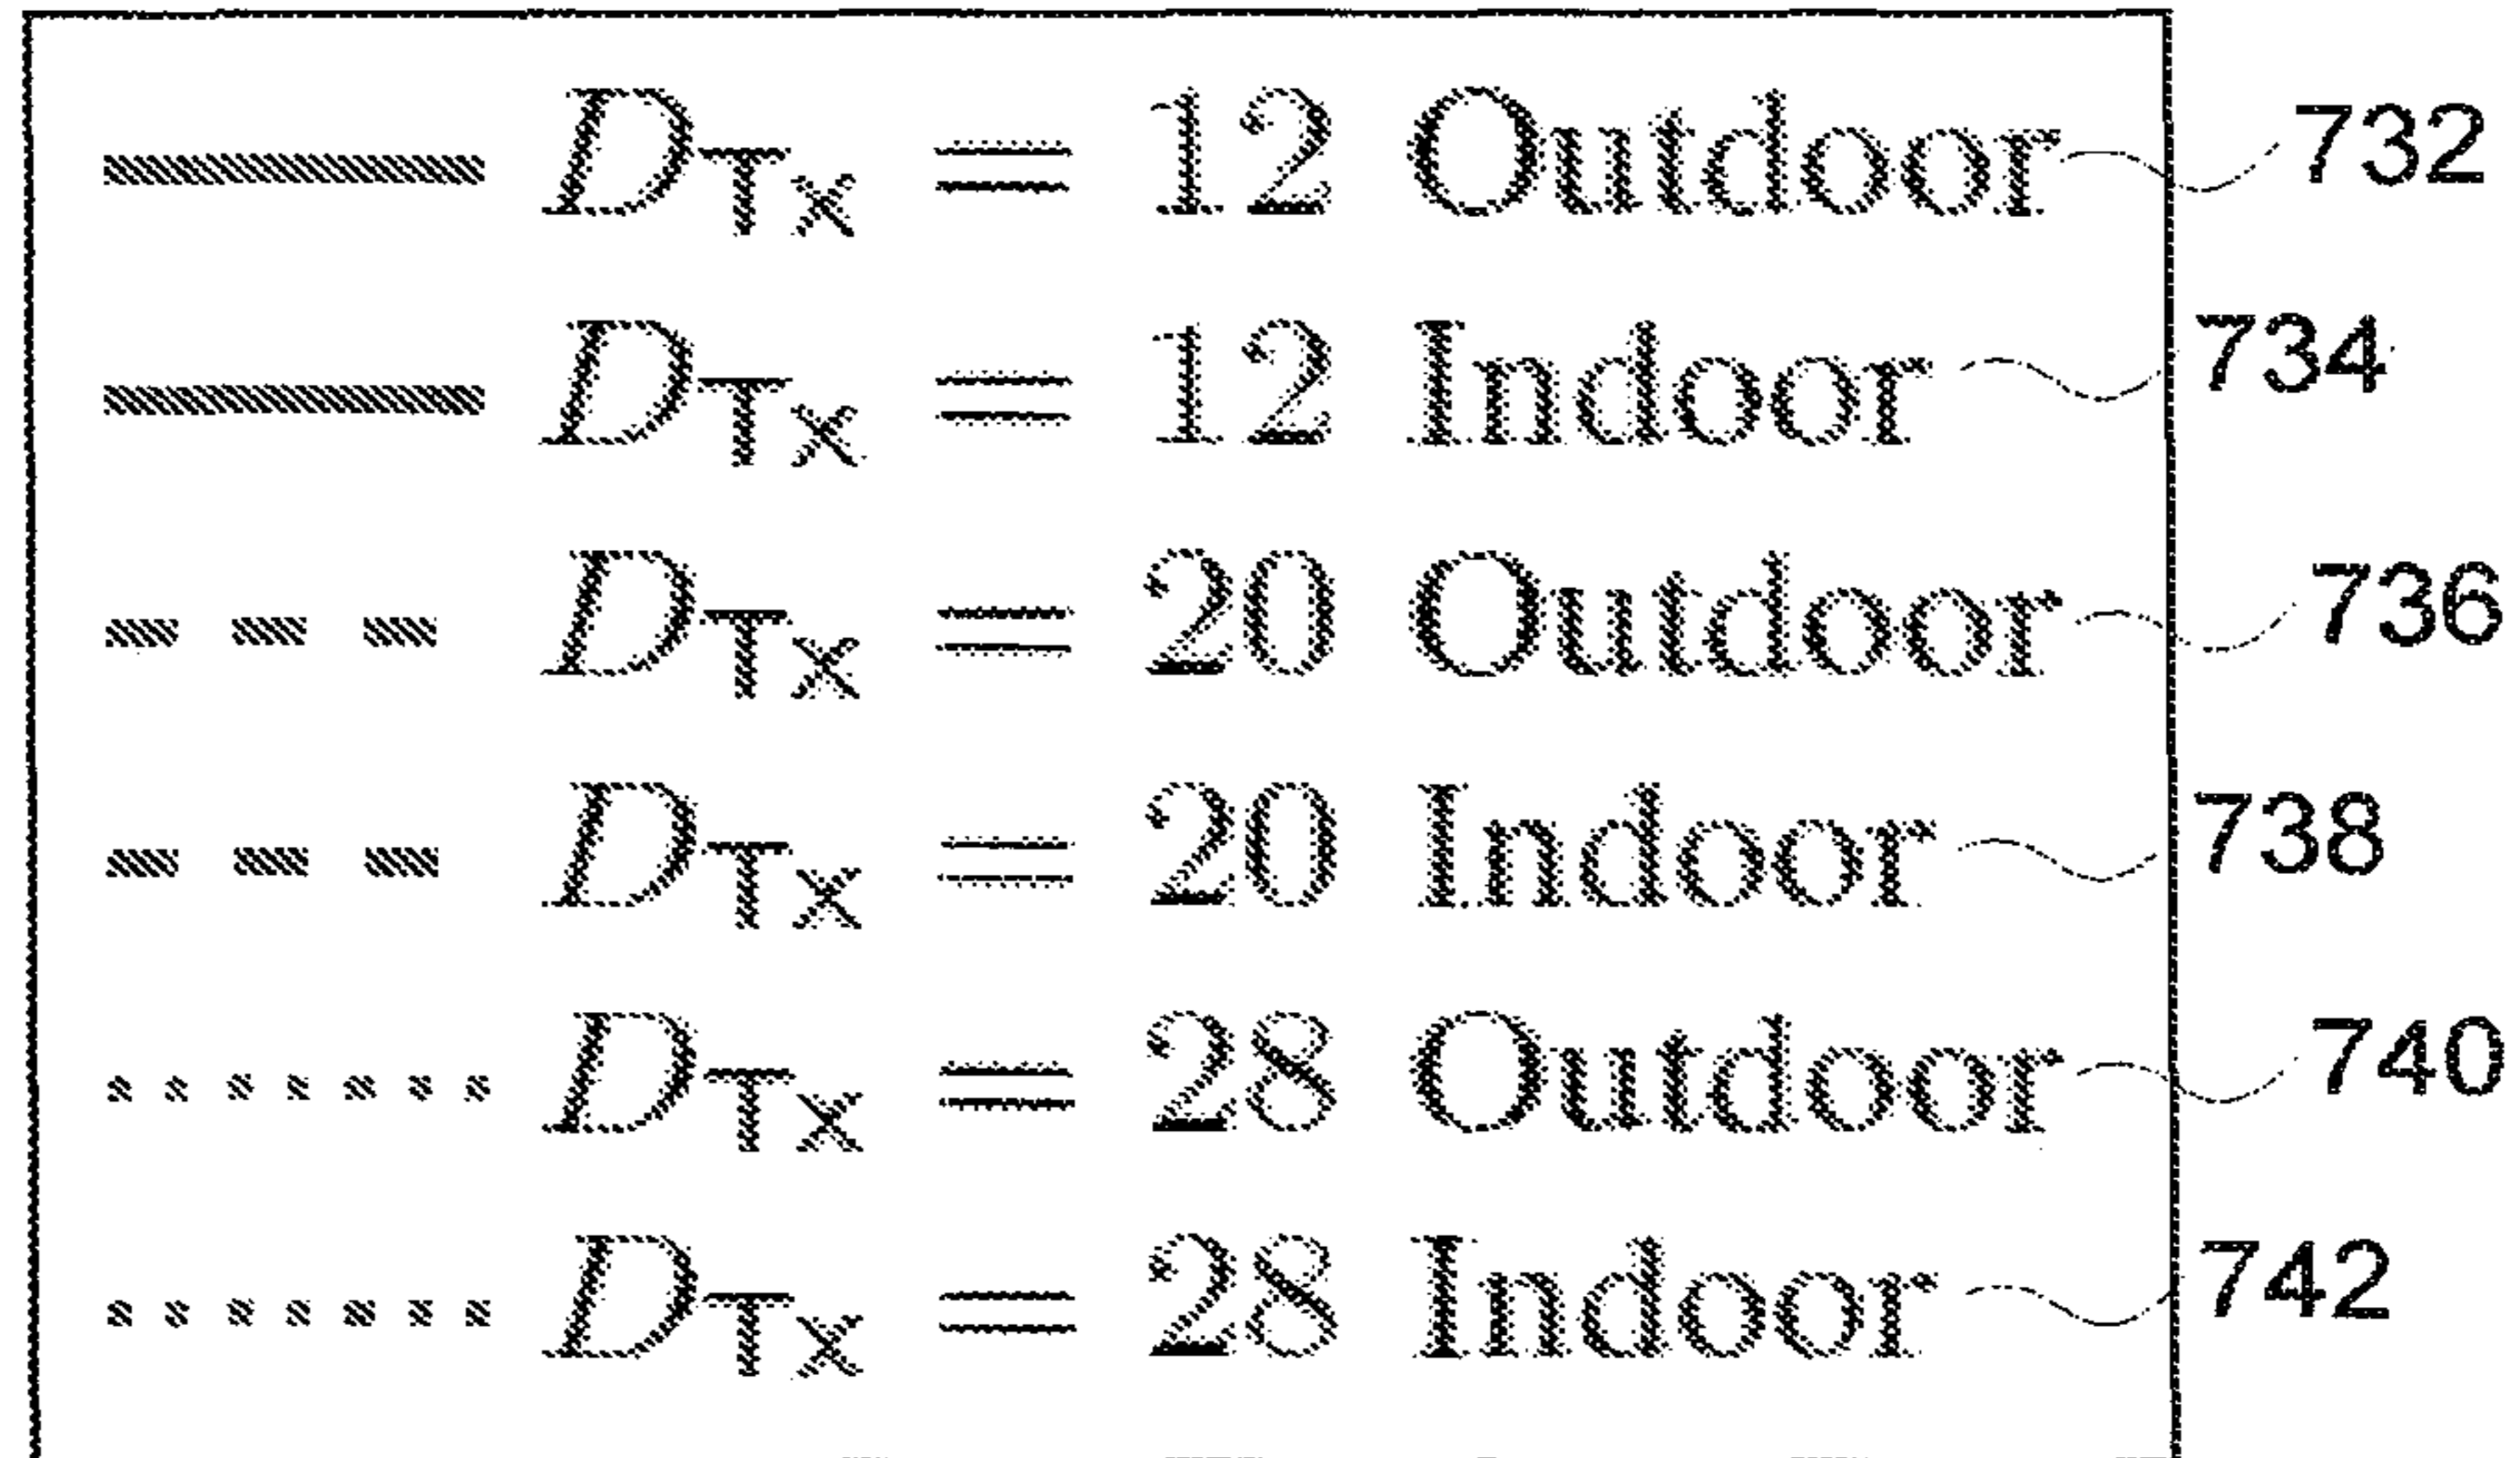 D_Tx = 12 Outdoor 732
D_Tx = 12 Indoor 734
D_Tx = 20 Outdoor 736
D_Tx = 20 Indoor 738
D_Tx = 28 Outdoor 740
D_Tx = 28 Indoor 742